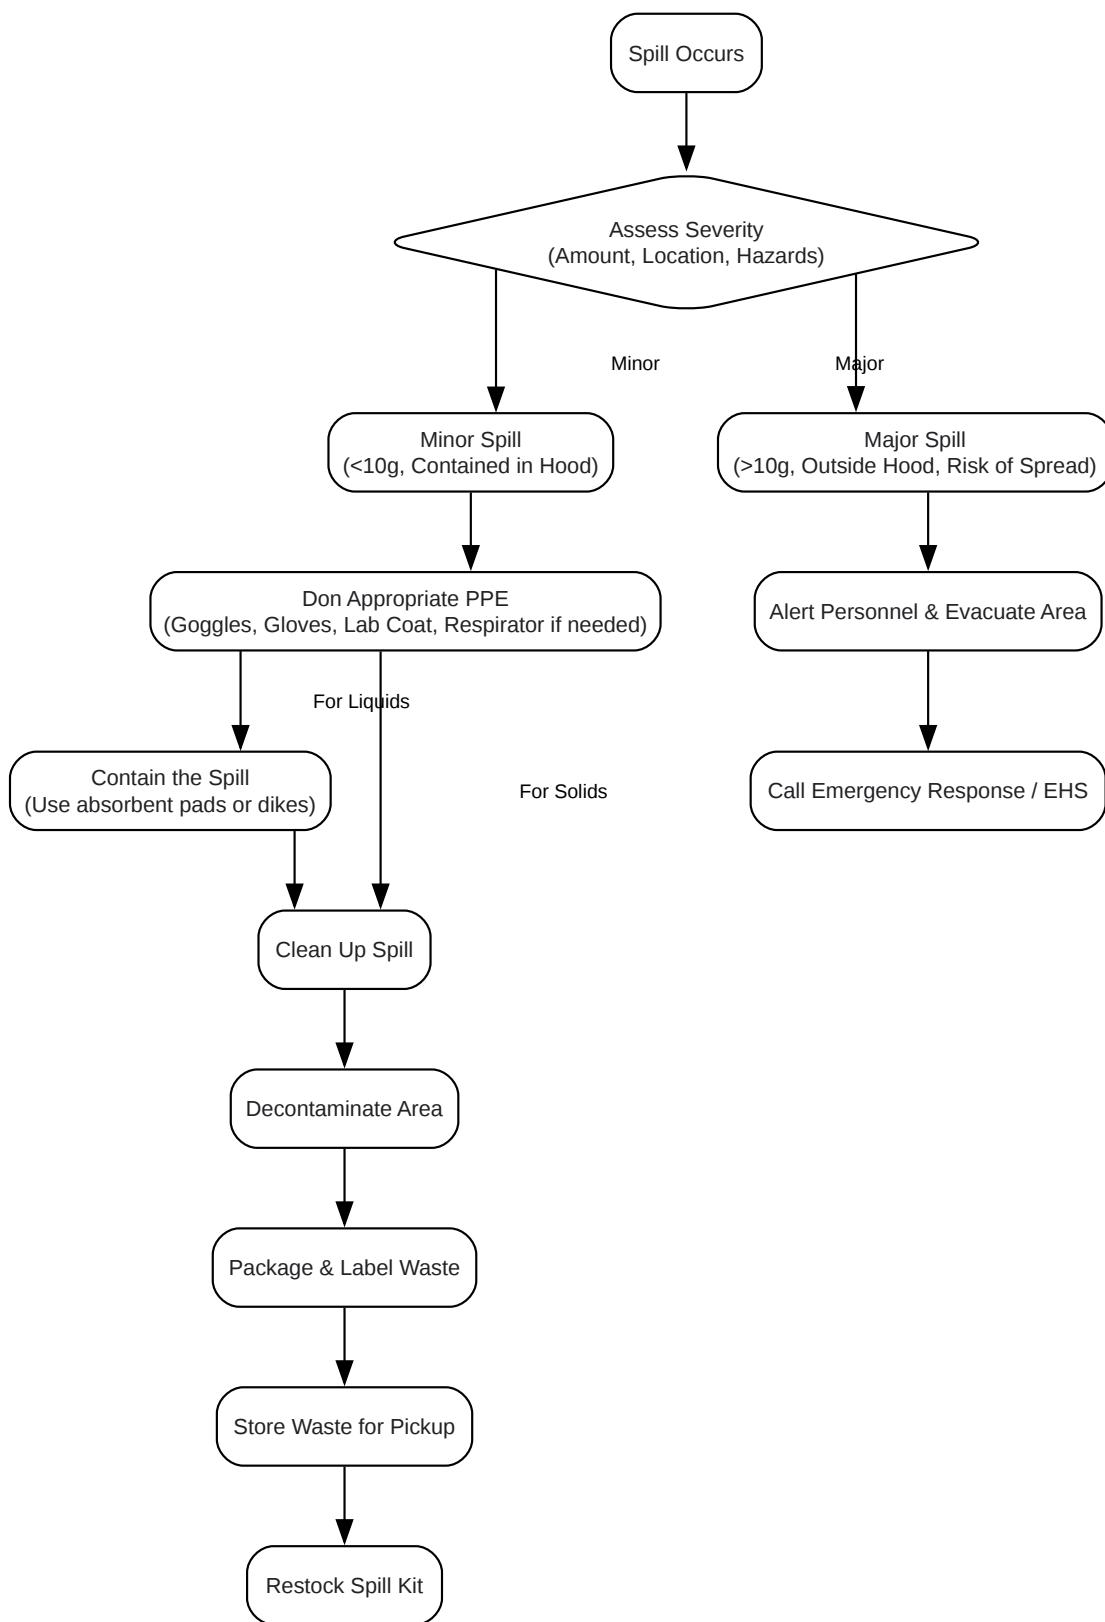 Spill Occurs
Assess Severity
(Amount, Location, Hazards)
Minor
Major
Minor Spill
(<10g, Contained in Hood)
Major Spill
(>10g, Outside Hood, Risk of Spread)
Don Appropriate PPE
(Goggles, Gloves, Lab Coat, Respirator if needed)
Alert Personnel & Evacuate Area
For Liquids
Contain the Spill
(Use absorbent pads or dikes)
For Solids
Call Emergency Response / EHS
Clean Up Spill
Decontaminate Area
Package & Label Waste
Store Waste for Pickup
Restock Spill Kit